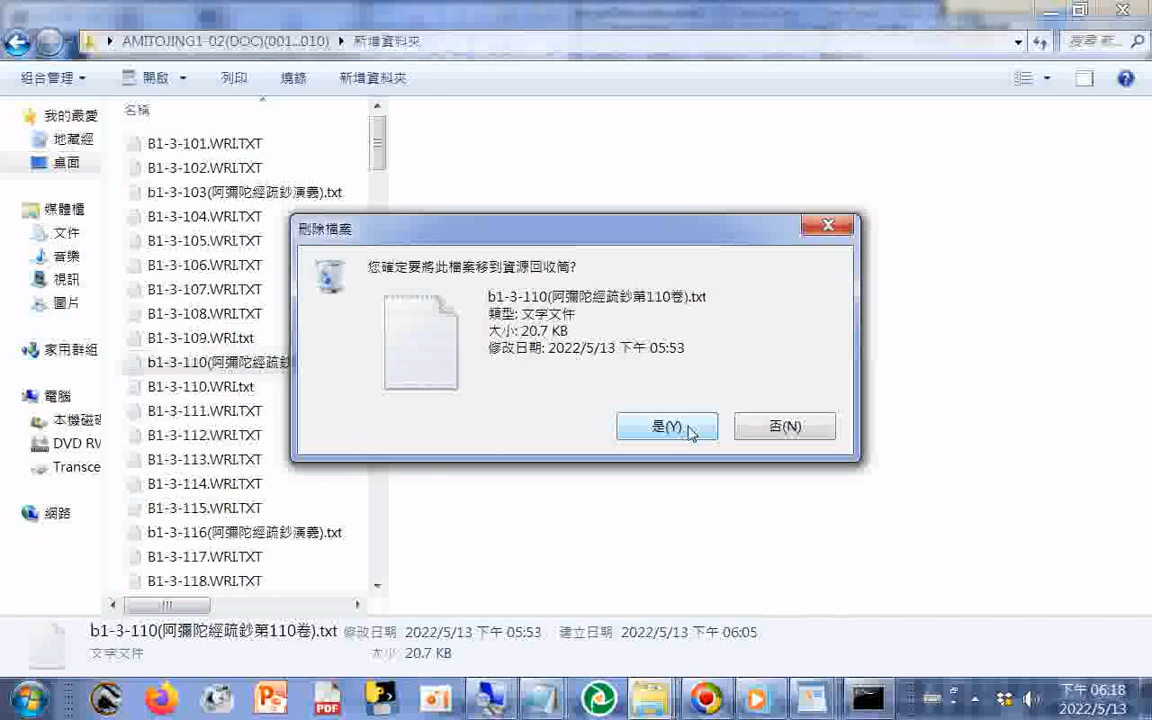 AMITOJING1-02(DOC)(001...010) 新增資料夾
搜尋 新...
組合管理 開啟 列印 燒錄 新增資料夾
我的最愛
地藏經
桌面
媒體櫃
文件
音樂
視訊
圖片
家用群組
電腦
本機磁碟
DVD RW
Transce
網路
名稱
B1-3-101.WRI.TXT
B1-3-102.WRI.TXT
b1-3-103(阿彌陀經疏鈔演義).txt
B1-3-104.WRI.TXT
B1-3-105.WRI.TXT
B1-3-106.WRI.TXT
B1-3-107.WRI.TXT
B1-3-108.WRI.TXT
B1-3-109.WRI.txt
b1-3-110(阿彌陀經疏鈔
B1-3-110.WRI.txt
B1-3-111.WRI.TXT
B1-3-112.WRI.TXT
B1-3-113.WRI.TXT
B1-3-114.WRI.TXT
B1-3-115.WRI.TXT
b1-3-116(阿彌陀經疏鈔演義).txt
B1-3-117.WRI.TXT
B1-3-118.WRI.TXT
刪除檔案
您確定要將此檔案移到資源回收筒?
b1-3-110(阿彌陀經疏鈔第110卷).txt
類型: 文字文件
大小: 20.7 KB
修改日期: 2022/5/13 下午 05:53
是(Y) 否(N)
b1-3-110(阿彌陀經疏鈔第110卷).txt 修改日期: 2022/5/13 下午 05:53 建立日期: 2022/5/13 下午 06:05
文字文件 大小: 20.7 KB
PDF
下午 06:18
2022/5/13